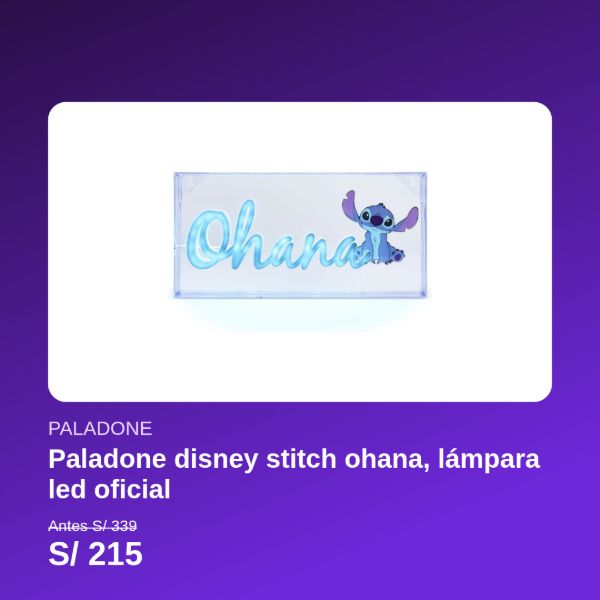 Ohana
PALADONE
Paladone disney stitch ohana, lámpara
led oficial
Antes S/ 339
S/ 215